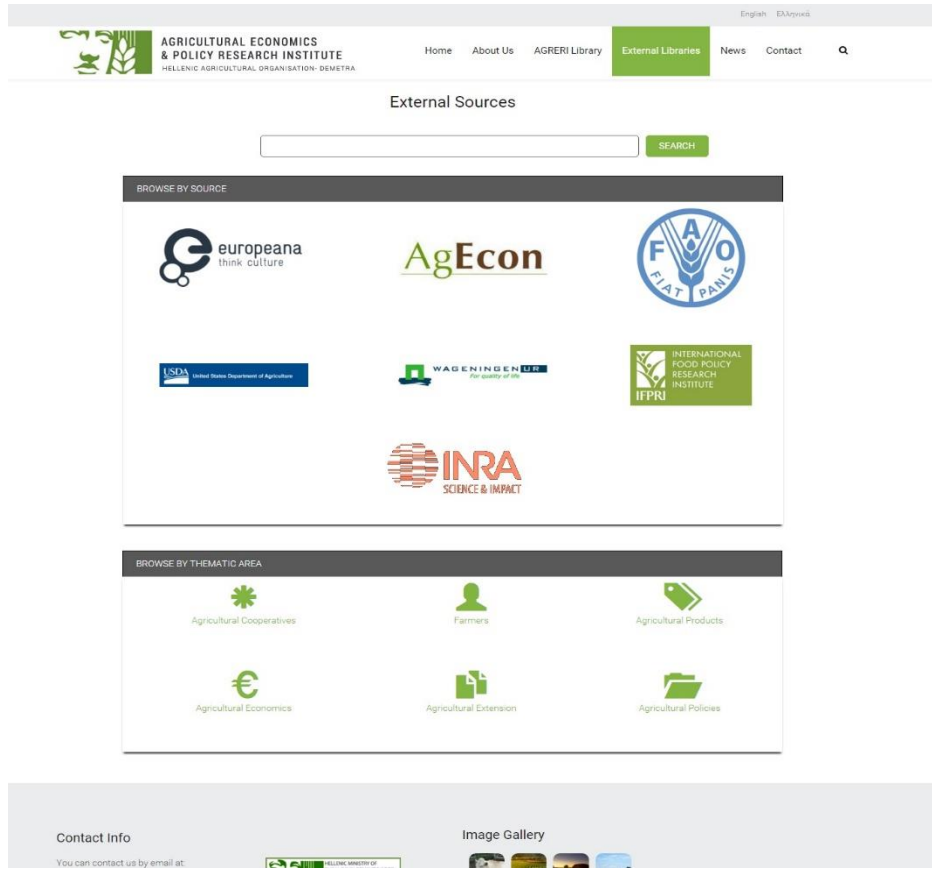 English Ελληνικά
AGRICULTURAL ECONOMICS
& POLICY RESEARCH INSTITUTE
HELLENIC AGRICULTURAL ORGANISATION- DEMETRA
Home About Us AGRERI Library External Libraries News Contact
External Sources
SEARCH
BROWSE BY SOURCE
europeana
think culture
AgEcon
FAO
FIAT PANIS
USDA United States Department of Agriculture
WAGENINGEN UR
For quality of life
INTERNATIONAL
FOOD POLICY
RESEARCH
INSTITUTE
IFPRI
INRA
SCIENCE & IMPACT
BROWSE BY THEMATIC AREA
Agricultural Cooperatives Farmers Agricultural Products
Agricultural Economics Agricultural Extension Agricultural Policies
Contact Info
Image Gallery
You can contact us by email at:
HELLENIC MINISTRY OF